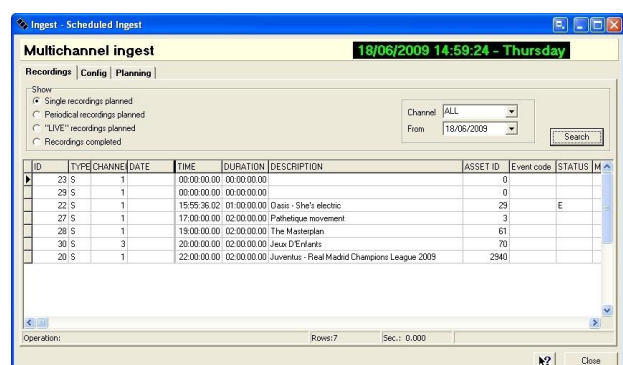 Ingest - Scheduled Ingest
Multichannel ingest 18/06/2009 14:59:24 - Thursday
Recordings Config Planning
Show
Single recordings planned
Periodical recordings planned
"LIVE" recordings planned
Recordings completed
Channel ALL
From 18/06/2009
Search
ID TYPE CHANNEL DATE TIME DURATION DESCRIPTION ASSET ID Event code STATUS M
23 S 1 00:00:00.00 00:00:00.00 0
29 S 1 00:00:00.00 00:00:00.00 0
22 S 1 15:55:36.02 01:00:00.00 Oasis - She's electric 29 E
27 S 1 17:00:00.00 02:00:00.00 Pathetique movement 3
28 S 1 19:00:00.00 02:00:00.00 The Masterplan 61
30 S 3 20:00:00.00 02:00:00.00 Jeux D'Enfants 70
20 S 1 22:00:00.00 02:00:00.00 Juventus - Real Madrid Champions League 2009 2940
Operation: Rows:7 Sec.: 0.000
Close